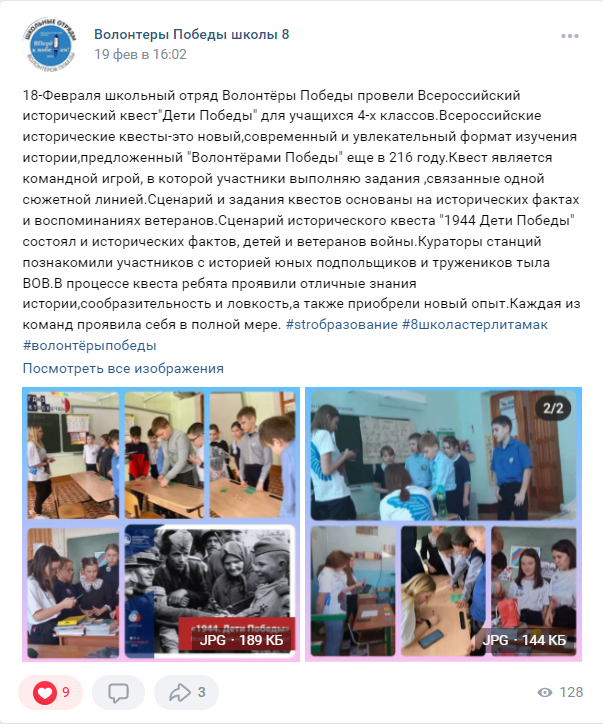 ШКОЛЬНЫЕ ОТРЯДЫ
ВОЛОНТЕРОВ ПОБЕДЫ
Волонтеры Победы школы 8
19 фев в 16:02
18-Февраля школьный отряд Волонтёры Победы провели Всероссийский
исторический квест"Дети Победы" для учащихся 4-х классов.Всероссийские
исторические квесты-это новый,современный и увлекательный формат изучения
истории,предложенный "Волонтёрами Победы" еще в 216 году.Квест является
командной игрой, в которой участники выполняю задания ,связанные одной
сюжетной линией.Сценарий и задания квестов основаны на исторических фактах
и воспоминаниях ветеранов.Сценарий исторического квеста "1944 Дети Победы"
состоял и исторических фактов, детей и ветеранов войны.Кураторы станций
познакомили участников с историей юных подпольщиков и тружеников тыла
ВОВ.В процессе квеста ребята проявили отличные знания
истории,сообразительность и ловкость,а также приобрели новый опыт.Каждая из
команд проявила себя в полной мере. #strобразование #8школастерлитамак
#волонтёрыпобеды
Посмотреть все изображения
2/2
«1944. Дети Победы»
JPG · 189 КБ
JPG · 144 КБ
9
3
128